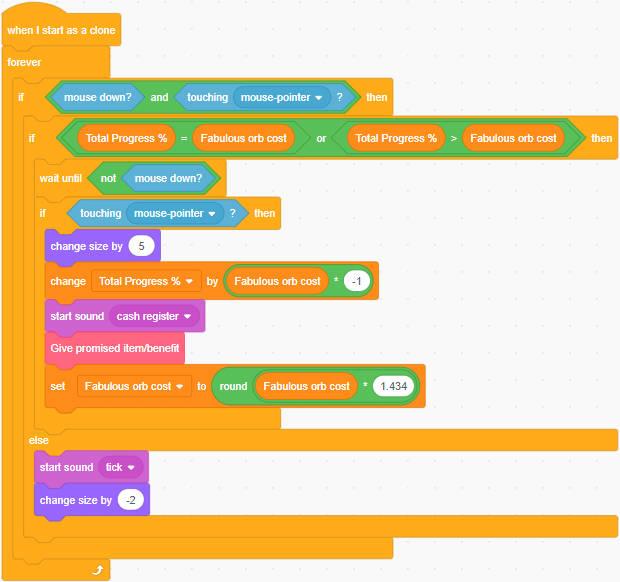 when I start as a clone
forever
if mouse down? and touching mouse-pointer ? then
if Total Progress % = Fabulous orb cost or Total Progress % > Fabulous orb cost then
wait until not mouse down?
if touching mouse-pointer ? then
change size by 5
change Total Progress % by Fabulous orb cost * -1
start sound cash register
Give promised item/benefit
set Fabulous orb cost to round Fabulous orb cost * 1.434
else
start sound tick
change size by -2